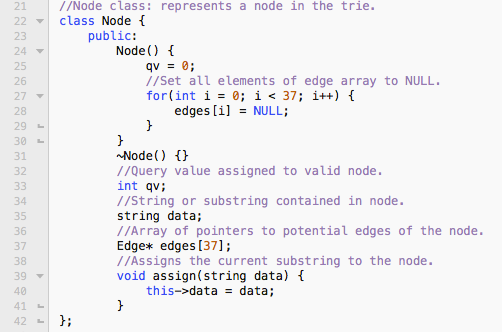 21 //Node class: represents a node in the trie.
22 class Node {
23     public:
24         Node() {
25             qv = 0;
26             //Set all elements of edge array to NULL.
27             for(int i = 0; i < 37; i++) {
28                 edges[i] = NULL;
29             }
30         }
31         ~Node() {}
32         //Query value assigned to valid node.
33         int qv;
34         //String or substring contained in node.
35         string data;
36         //Array of pointers to potential edges of the node.
37         Edge* edges[37];
38         //Assigns the current substring to the node.
39         void assign(string data) {
40             this->data = data;
41         }
42 };